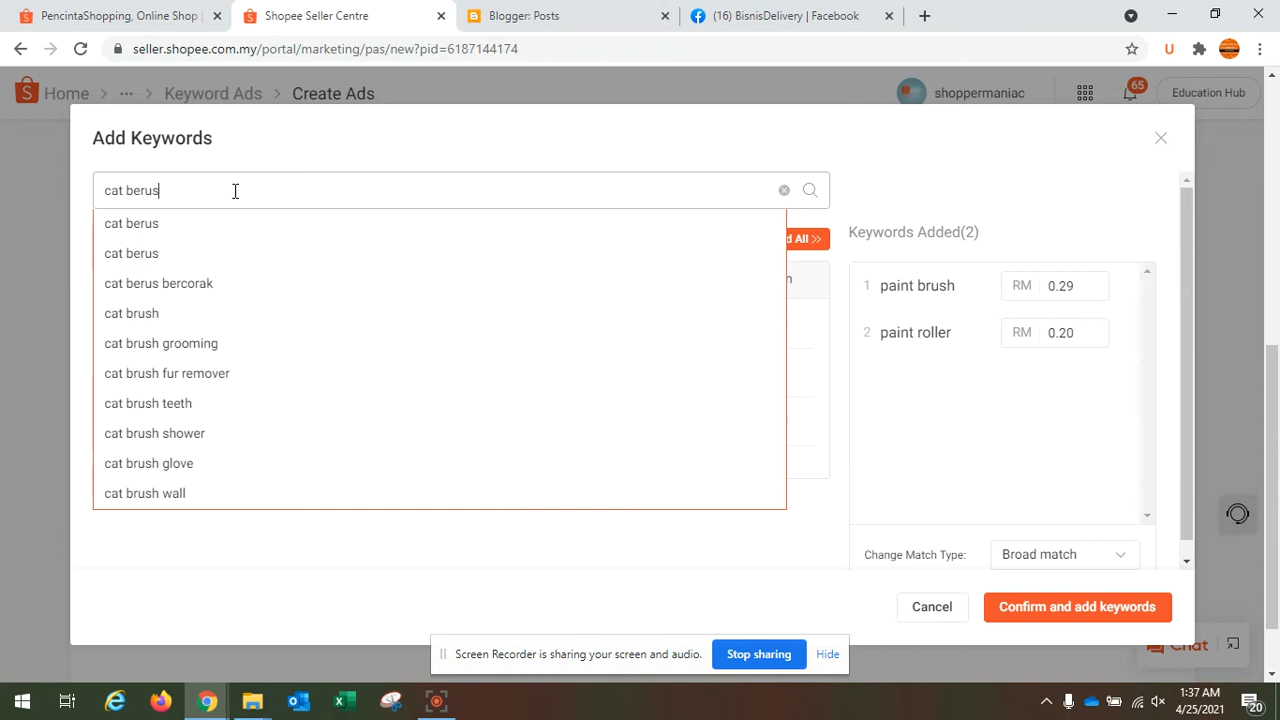 PencintaShopping, Online Shop
Shopee Seller Centre
Blogger: Posts
(16) BisnisDelivery | Facebook
seller.shopee.com.my/portal/marketing/pas/new?pid=6187144174
Home > ... > Keyword Ads > Create Ads
shoppermaniac
65
Education Hub
Add Keywords
cat berus
cat berus
cat berus
cat berus bercorak
cat brush
cat brush grooming
cat brush fur remover
cat brush teeth
cat brush shower
cat brush glove
cat brush wall
All >>
Keywords Added(2)
1 paint brush RM 0.29
2 paint roller RM 0.20
Change Match Type: Broad match
Cancel
Confirm and add keywords
Chat
Screen Recorder is sharing your screen and audio.
Stop sharing
Hide
1:37 AM
4/25/2021
20